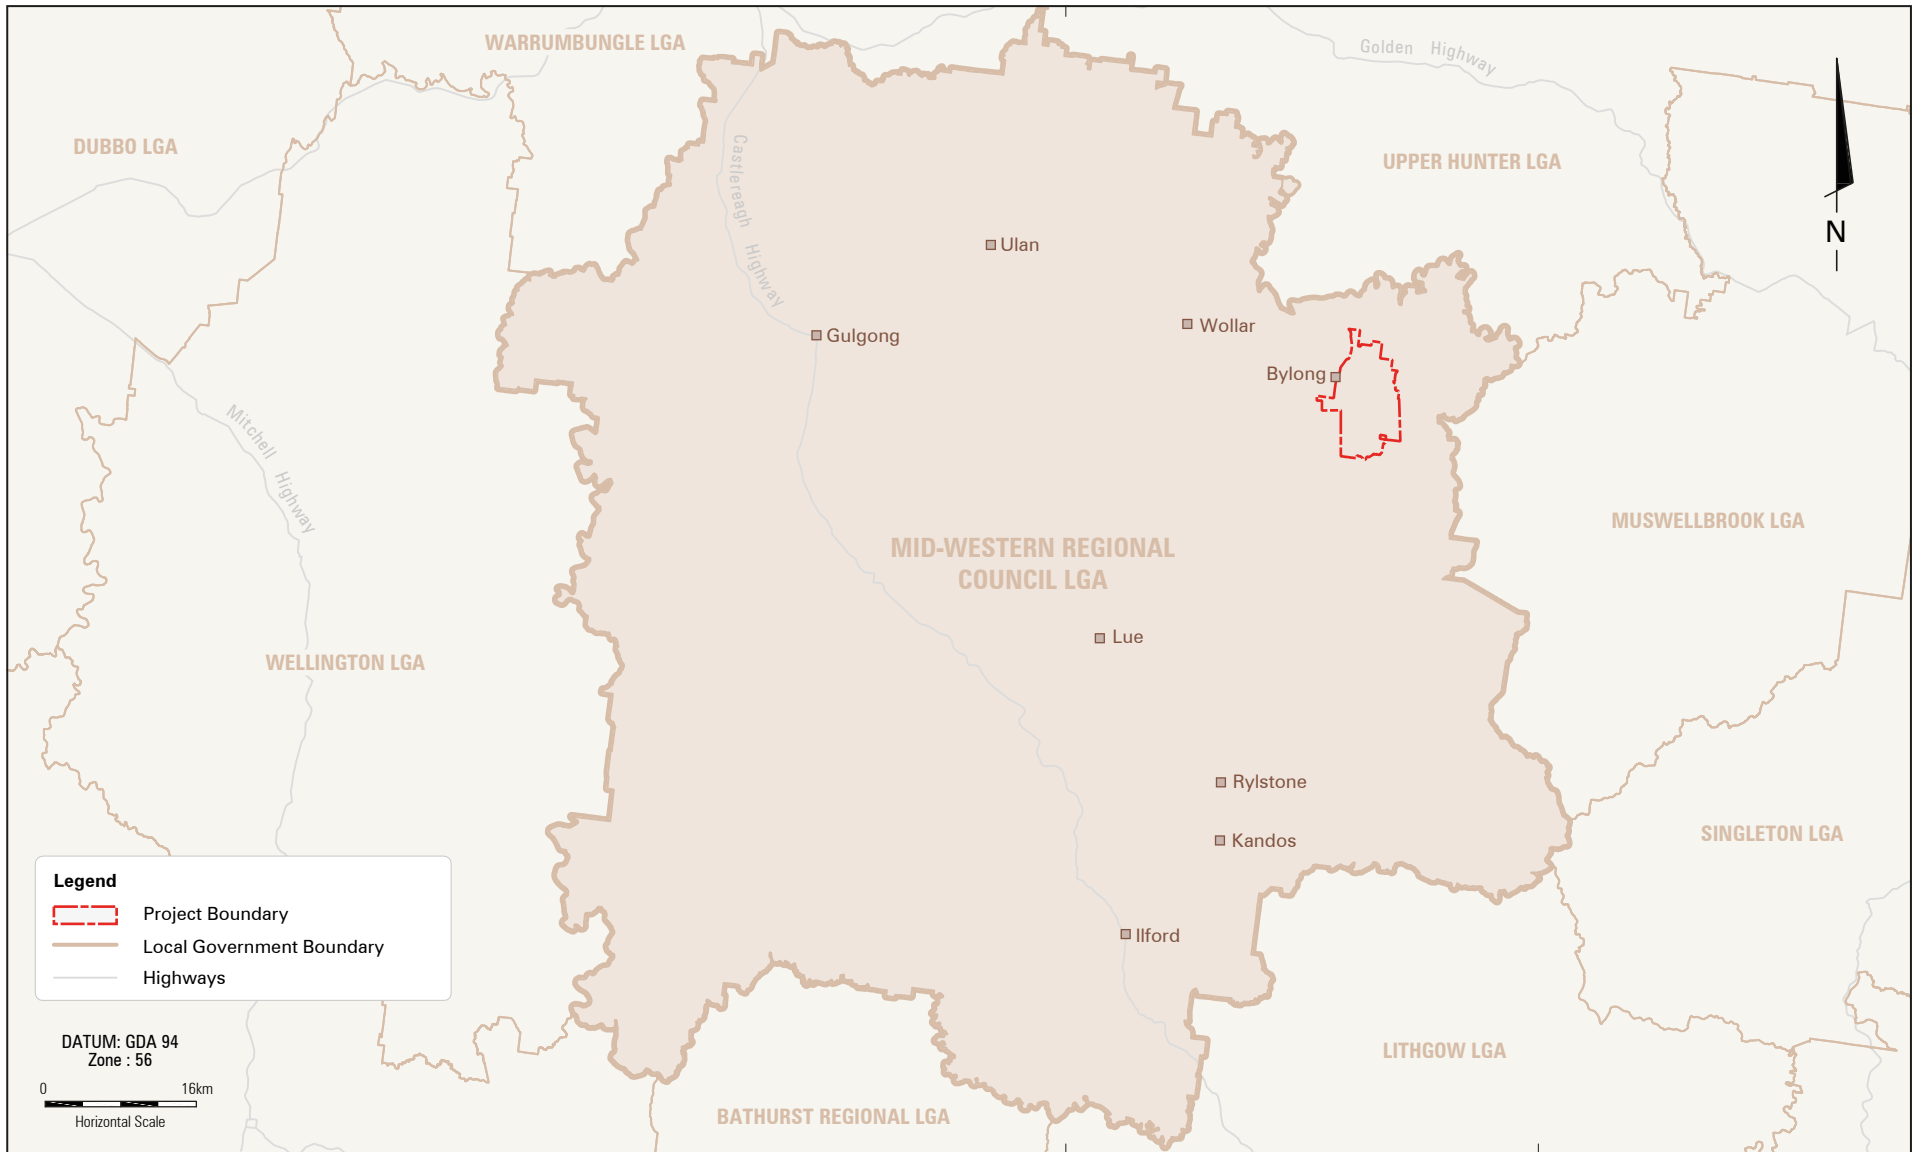 WARRUMBUNGLE LGA
Golden Highway
DUBBO LGA
UPPER HUNTER LGA
Castlereagh Highway
N
Ulan
Gulgong
Wollar
Bylong
Mitchell Highway
MUSWELLBROOK LGA
MID-WESTERN REGIONAL
COUNCIL LGA
Lue
WELLINGTON LGA
Rylstone
SINGLETON LGA
Kandos
Ilford
Legend
Project Boundary
Local Government Boundary
Highways
DATUM: GDA 94
Zone : 56
0 16km
Horizontal Scale
LITHGOW LGA
BATHURST REGIONAL LGA